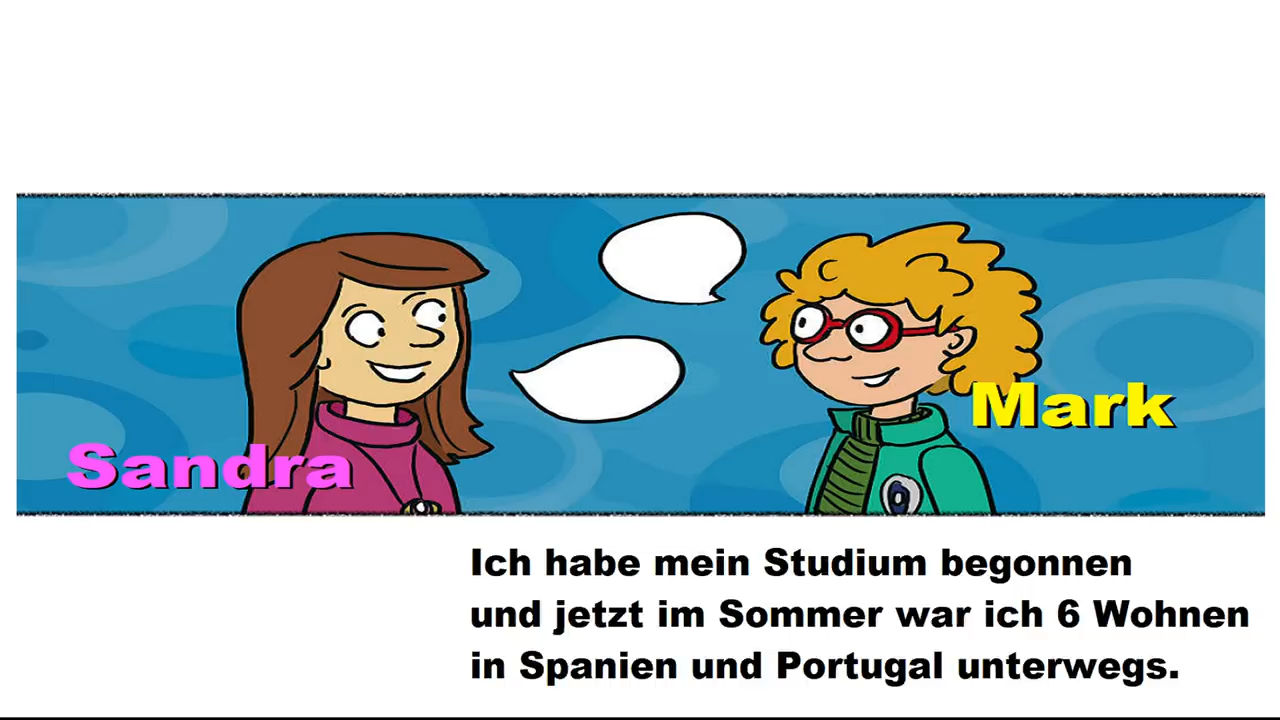 Sandra
Mark
Ich habe mein Studium begonnen
und jetzt im Sommer war ich 6 Wohnen
in Spanien und Portugal unterwegs.